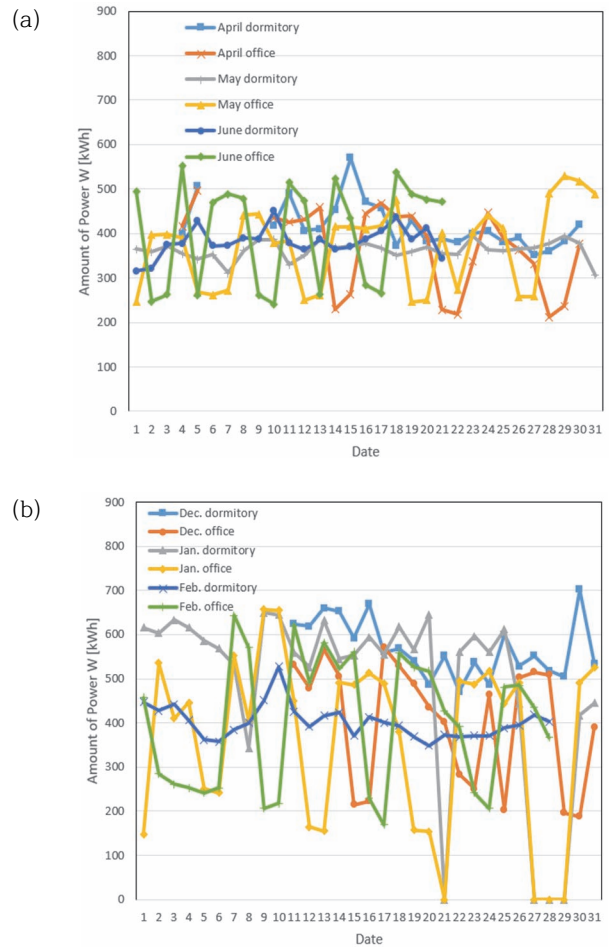 (a)
900
800
700
600
500
400
300
200
100
0
Amount of Power W [kWh]
April dormitory
April office
May dormitory
May office
June dormitory
June office
1 2 3 4 5 6 7 8 9 10 11 12 13 14 15 16 17 18 19 20 21 22 23 24 25 26 27 28 29 30 31
Date
(b)
900
800
700
600
500
400
300
200
100
0
Amount of Power W [kWh]
Dec. dormitory
Dec. office
Jan. dormitory
Jan. office
Feb. dormitory
Feb. office
1 2 3 4 5 6 7 8 9 10 11 12 13 14 15 16 17 18 19 20 21 22 23 24 25 26 27 28 29 30 31
Date